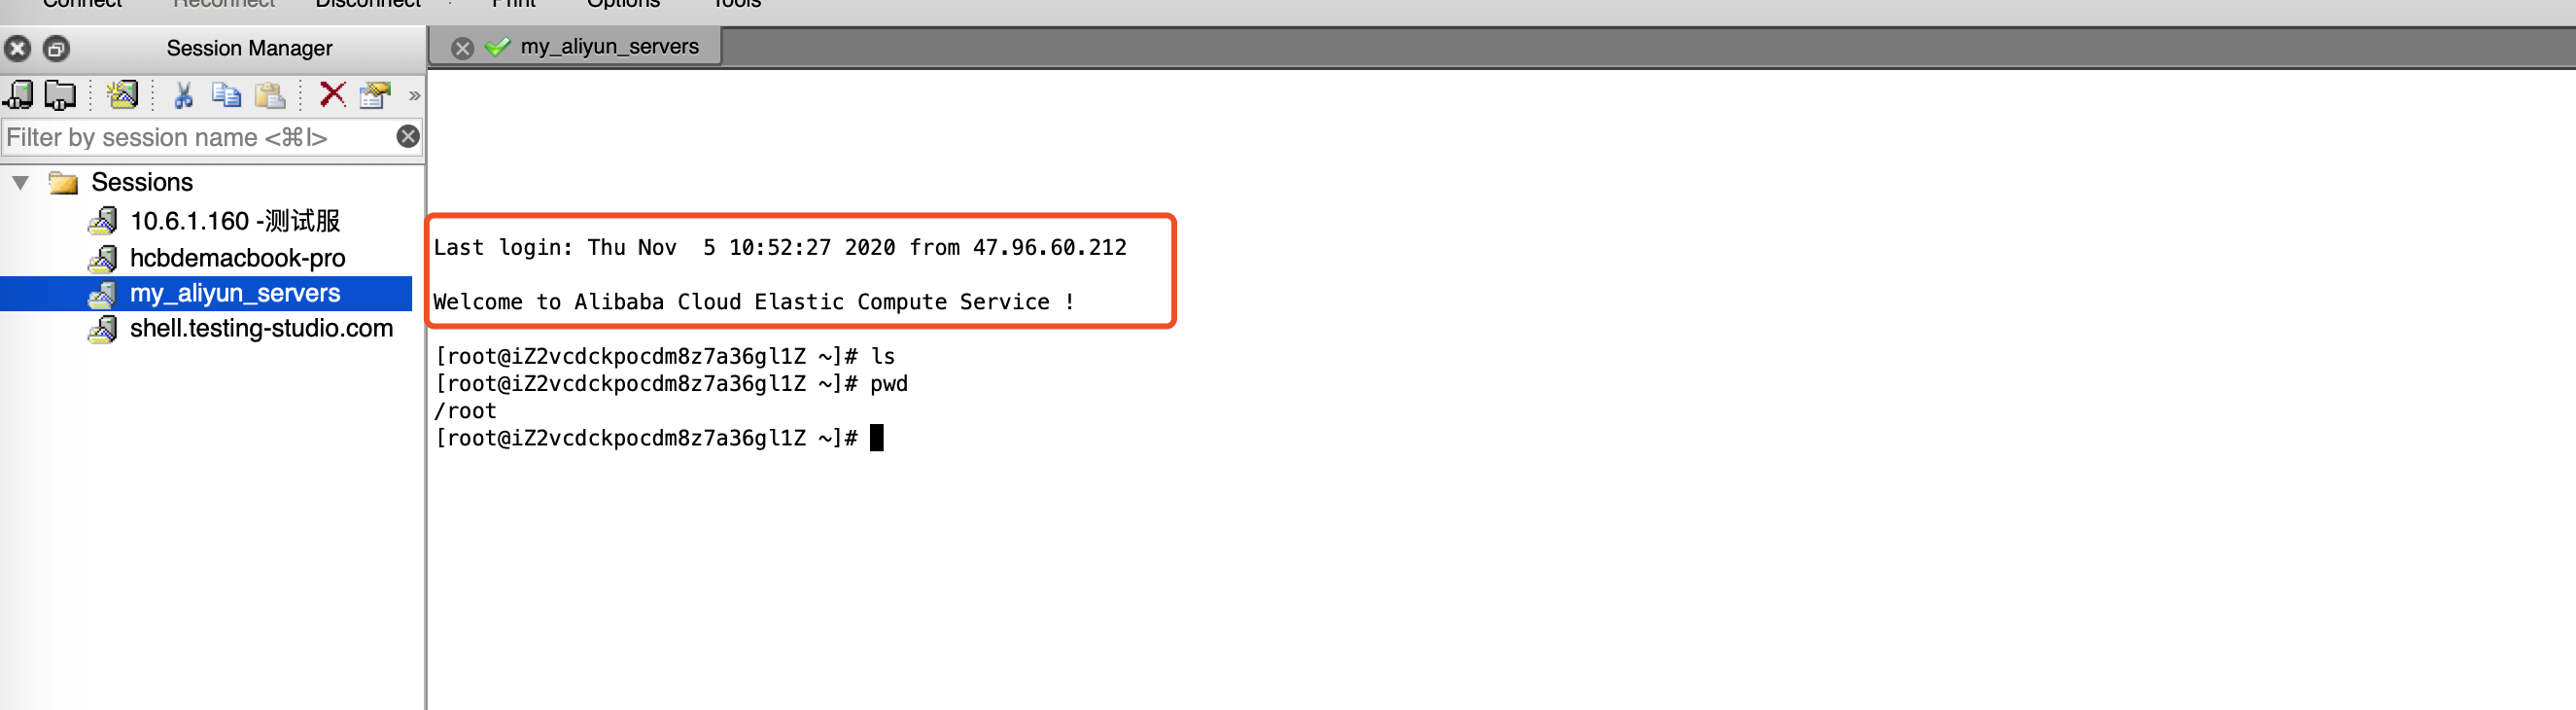 Connect Reconnect Disconnect Print Options Tools
Session Manager
my_aliyun_servers
Filter by session name <⌘I>
Sessions
10.6.1.160 -测试服
hcbdemacbook-pro
my_aliyun_servers
shell.testing-studio.com
Last login: Thu Nov  5 10:52:27 2020 from 47.96.60.212
Welcome to Alibaba Cloud Elastic Compute Service !
[root@iZ2vcdckpocdm8z7a36gl1Z ~]# ls
[root@iZ2vcdckpocdm8z7a36gl1Z ~]# pwd
/root
[root@iZ2vcdckpocdm8z7a36gl1Z ~]#